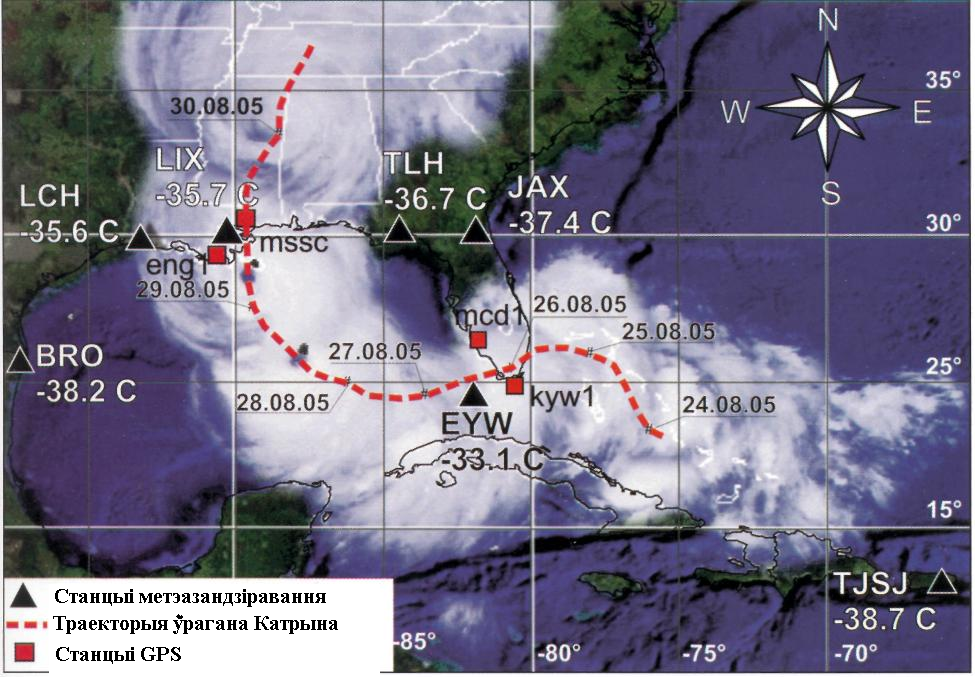 N
35°
30.08.05
W
E
LIX
-35.7 C
TLH
-36.7 C
JAX
-37.4 C
S
LCH
-35.6 C
30°
mssc
eng1
29.08.05
26.08.05
mcd1
25.08.05
27.08.05
BRO
-38.2 C
25°
28.08.05
kyw1
24.08.05
EYW
-33.1 C
15°
TJSJ
-38.7 C
Станцыі метэазандзіравання
Траекторыя ўрагана Катрына
Станцыі GPS
-85°
-80°
-75°
-70°